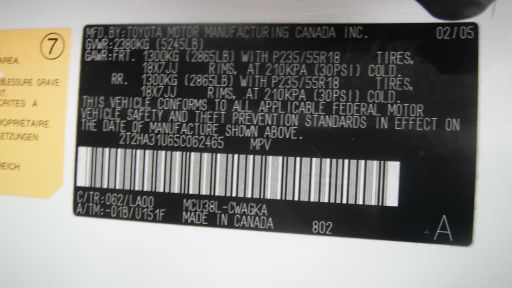 7
AREA
BLESSURE GRAVE
CRITES A
PROPRIÉTAIRE.
LETZUNGEN:
REICH
MFD.BY:TOYOTA MOTOR MANUFACTURING CANADA INC. 02/05
GVWR:2380KG (5245LB)
GAWR:FRT. 1300KG (2865LB) WITH P235/55R18 TIRES,
18X7JJ RIMS, AT 210KPA (30PSI) COLD
RR. 1300KG (2865LB) WITH P235/55R18 TIRES,
18X7JJ RIMS, AT 210KPA (30PSI) COLD.
THIS VEHICLE CONFORMS TO ALL APPLICABLE FEDERAL MOTOR
VEHICLE SAFETY AND THEFT PREVENTION STANDARDS IN EFFECT ON
THE DATE OF MANUFACTURE SHOWN ABOVE.
2T2HA31U65C062465 MPV
C/TR:062/LA00 MCU38L-CWAGKA
A/TM:-01B/U151F MADE IN CANADA 802 A